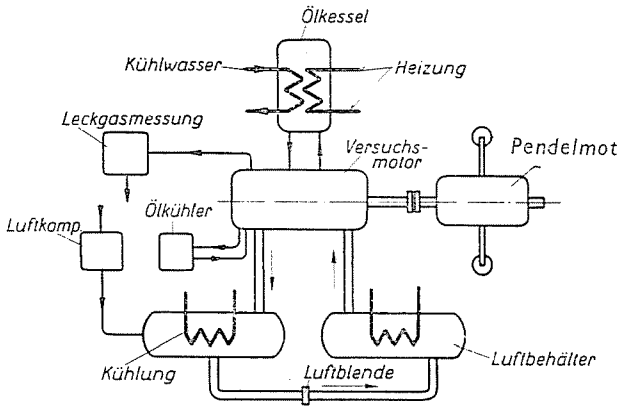 Ölkessel
Kühlwasser
Heizung
Leckgasmessung
Versuchs-
motor
Pendelmot
Luftkomp.
Ölkühler
Kühlung
Luftblende
Luftbehälter